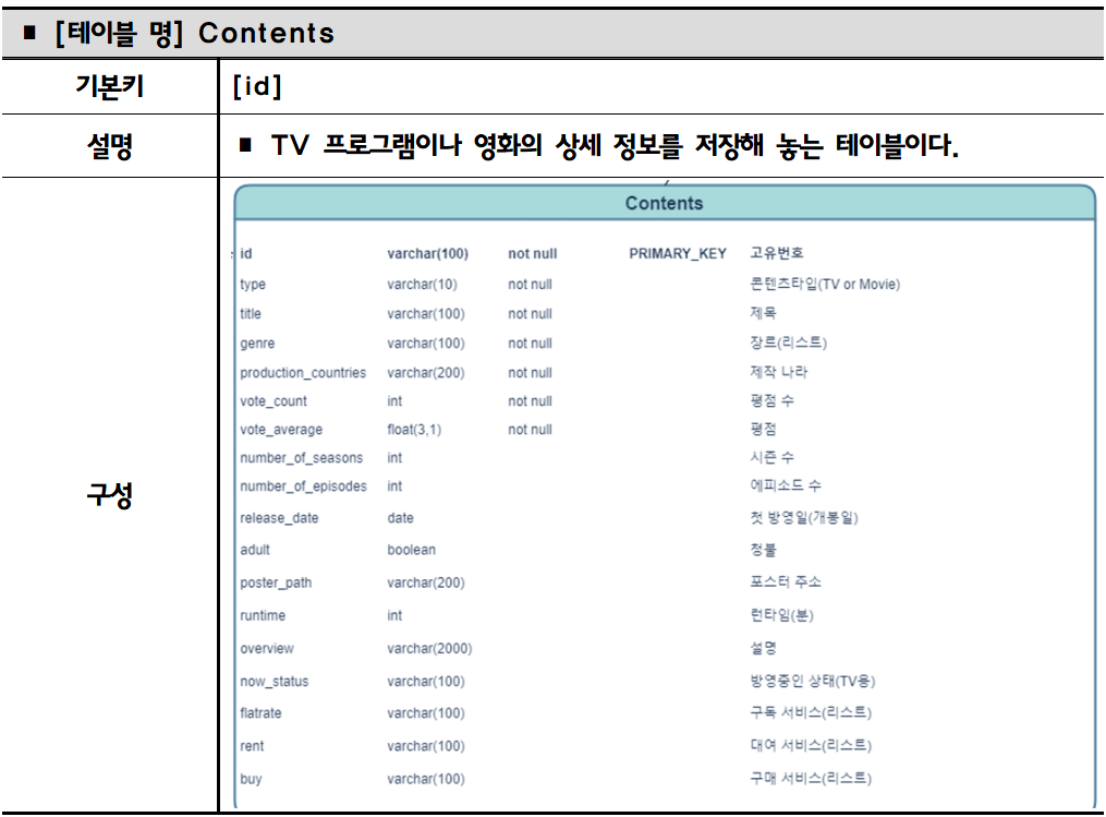 ■ [테이블 명] Contents
기본키 [id]
설명 ■ TV 프로그램이나 영화의 상세 정보를 저장해 놓는 테이블이다.
구성
Contents
id varchar(100) not null PRIMARY_KEY 고유번호
type varchar(10) not null 콘텐츠타입(TV or Movie)
title varchar(100) not null 제목
genre varchar(100) not null 장르(리스트)
production_countries varchar(200) not null 제작 나라
vote_count int not null 평점 수
vote_average float(3,1) not null 평점
number_of_seasons int 시즌 수
number_of_episodes int 에피소드 수
release_date date 첫 방영일(개봉일)
adult boolean 청불
poster_path varchar(200) 포스터 주소
runtime int 런타임(분)
overview varchar(2000) 설명
now_status varchar(100) 방영중인 상태(TV용)
flatrate varchar(100) 구독 서비스(리스트)
rent varchar(100) 대여 서비스(리스트)
buy varchar(100) 구매 서비스(리스트)